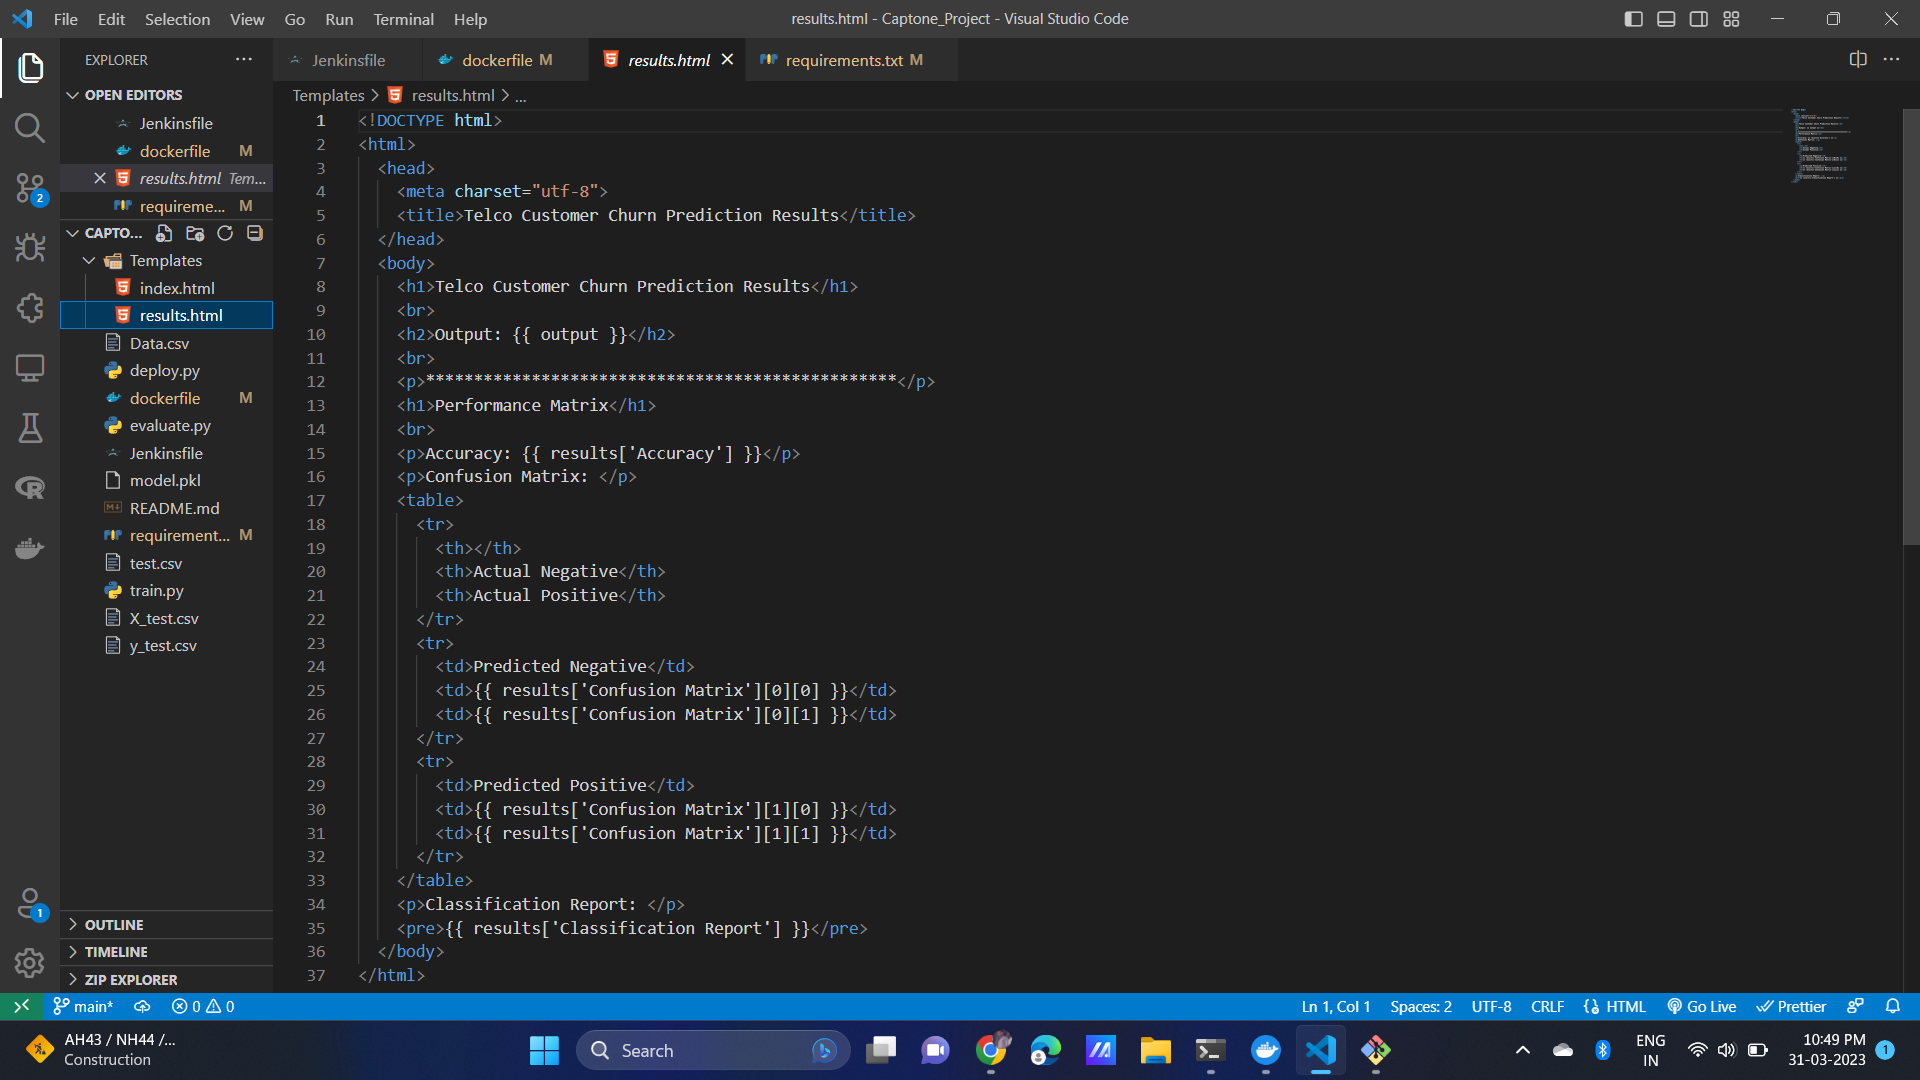 File Edit Selection View Go Run Terminal Help
results.html - Captone_Project - Visual Studio Code
EXPLORER
Jenkinsfile
dockerfile M
results.html
requirements.txt M
OPEN EDITORS
Jenkinsfile
dockerfile M
results.html Tem...
requireme... M
CAPTO...
Templates
index.html
results.html
Data.csv
deploy.py
dockerfile M
evaluate.py
Jenkinsfile
model.pkl
README.md
requirement... M
test.csv
train.py
X_test.csv
y_test.csv
OUTLINE
TIMELINE
ZIP EXPLORER
2
1
Templates > results.html > ...
1 <!DOCTYPE html>
2 <html>
3 <head>
4 <meta charset="utf-8">
5 <title>Telco Customer Churn Prediction Results</title>
6 </head>
7 <body>
8 <h1>Telco Customer Churn Prediction Results</h1>
9 <br>
10 <h2>Output: {{ output }}</h2>
11 <br>
12 <p>*************************************************</p>
13 <h1>Performance Matrix</h1>
14 <br>
15 <p>Accuracy: {{ results['Accuracy'] }}</p>
16 <p>Confusion Matrix: </p>
17 <table>
18 <tr>
19 <th></th>
20 <th>Actual Negative</th>
21 <th>Actual Positive</th>
22 </tr>
23 <tr>
24 <td>Predicted Negative</td>
25 <td>{{ results['Confusion Matrix'][0][0] }}</td>
26 <td>{{ results['Confusion Matrix'][0][1] }}</td>
27 </tr>
28 <tr>
29 <td>Predicted Positive</td>
30 <td>{{ results['Confusion Matrix'][1][0] }}</td>
31 <td>{{ results['Confusion Matrix'][1][1] }}</td>
32 </tr>
33 </table>
34 <p>Classification Report: </p>
35 <pre>{{ results['Classification Report'] }}</pre>
36 </body>
37 </html>
main* 0 0
Ln 1, Col 1 Spaces: 2 UTF-8 CRLF HTML Go Live Prettier
AH43 / NH44 /...
Construction
Search
ENG
IN
10:49 PM
31-03-2023
1